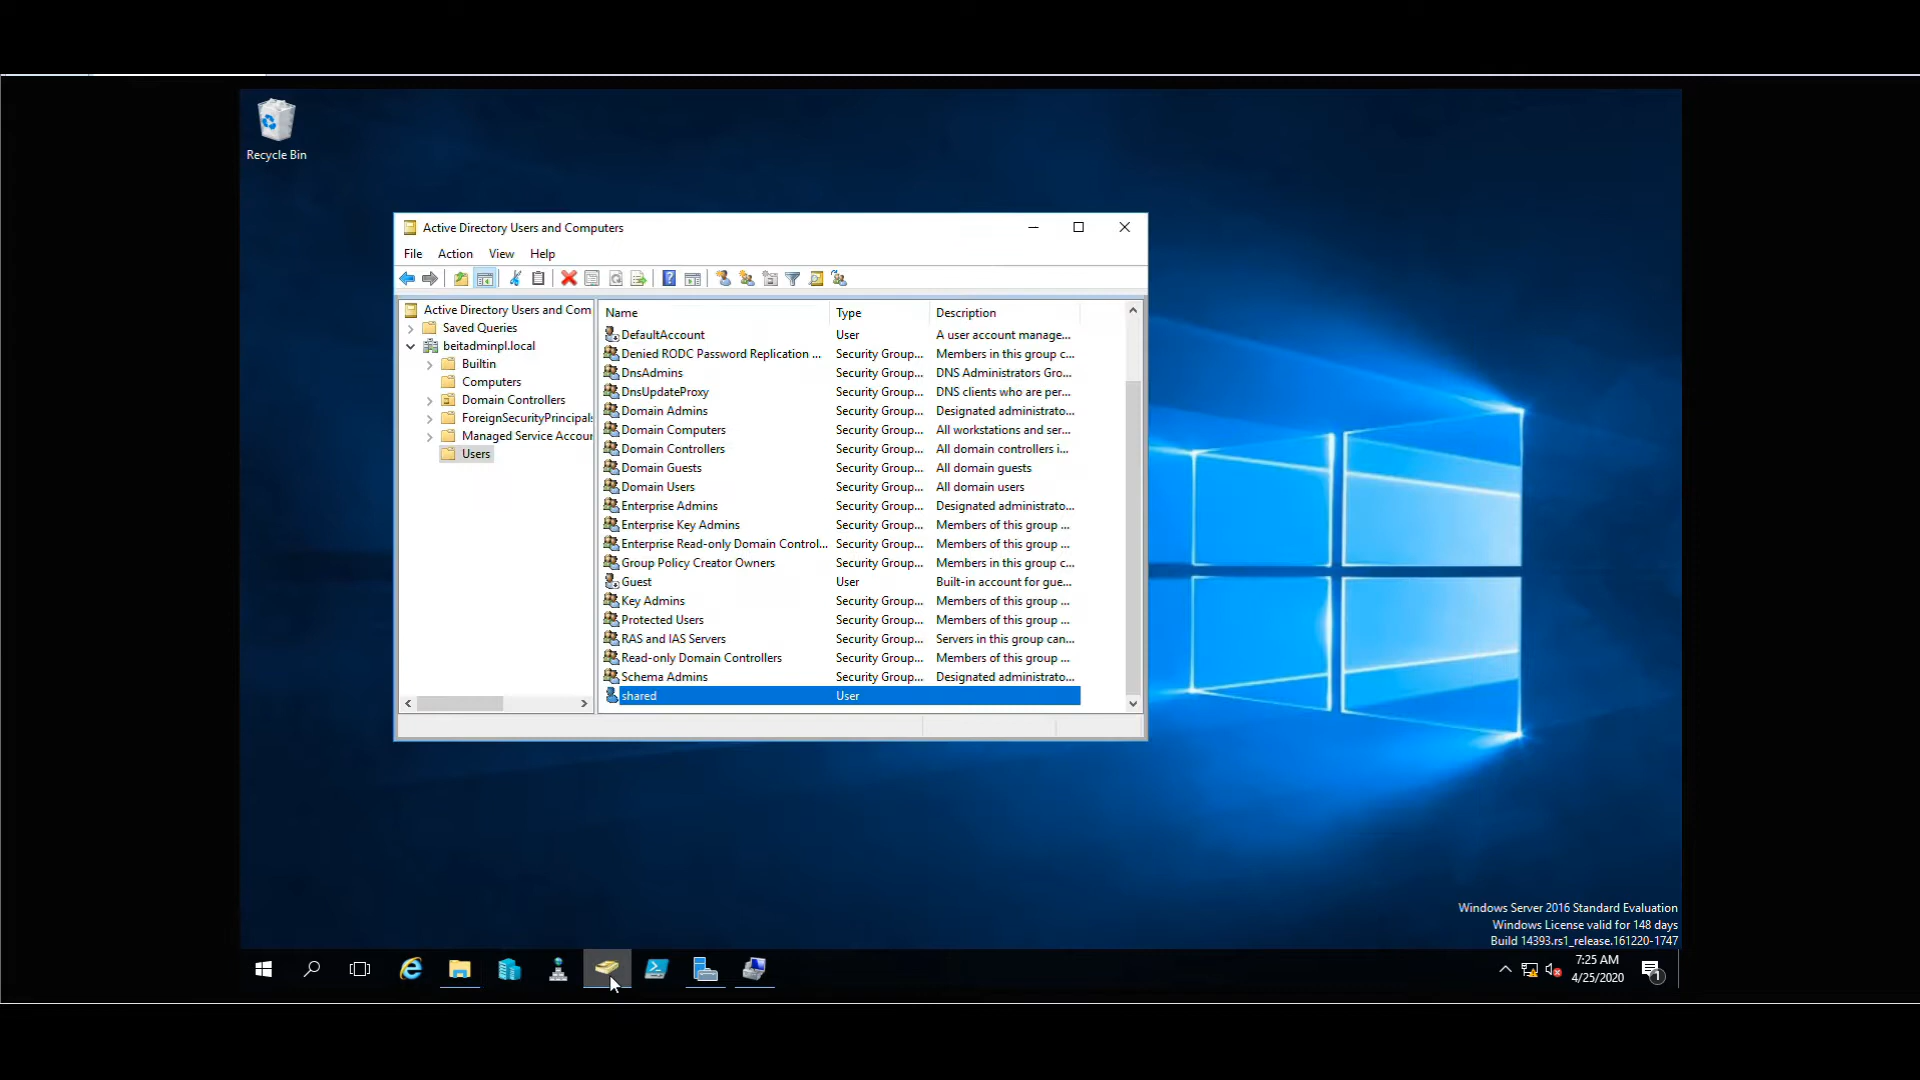 Recycle Bin
Active Directory Users and Computers
File Action View Help
Active Directory Users and Com
Saved Queries
beitadminpl.local
Builtin
Computers
Domain Controllers
ForeignSecurityPrincipals
Managed Service Accour
Users
Name Type Description
DefaultAccount User A user account manage...
Denied RODC Password Replication ... Security Group... Members in this group c...
DnsAdmins Security Group... DNS Administrators Gro...
DnsUpdateProxy Security Group... DNS clients who are per...
Domain Admins Security Group... Designated administrato...
Domain Computers Security Group... All workstations and ser...
Domain Controllers Security Group... All domain controllers i...
Domain Guests Security Group... All domain guests
Domain Users Security Group... All domain users
Enterprise Admins Security Group... Designated administrato...
Enterprise Key Admins Security Group... Members of this group ...
Enterprise Read-only Domain Control... Security Group... Members of this group ...
Group Policy Creator Owners Security Group... Members in this group c...
Guest User Built-in account for gue...
Key Admins Security Group... Members of this group ...
Protected Users Security Group... Members of this group ...
RAS and IAS Servers Security Group... Servers in this group can...
Read-only Domain Controllers Security Group... Members of this group ...
Schema Admins Security Group... Designated administrato...
shared User
Windows Server 2016 Standard Evaluation
Windows License valid for 148 days
Build 14393.rs1_release.161220-1747
7:25 AM
4/25/2020
1